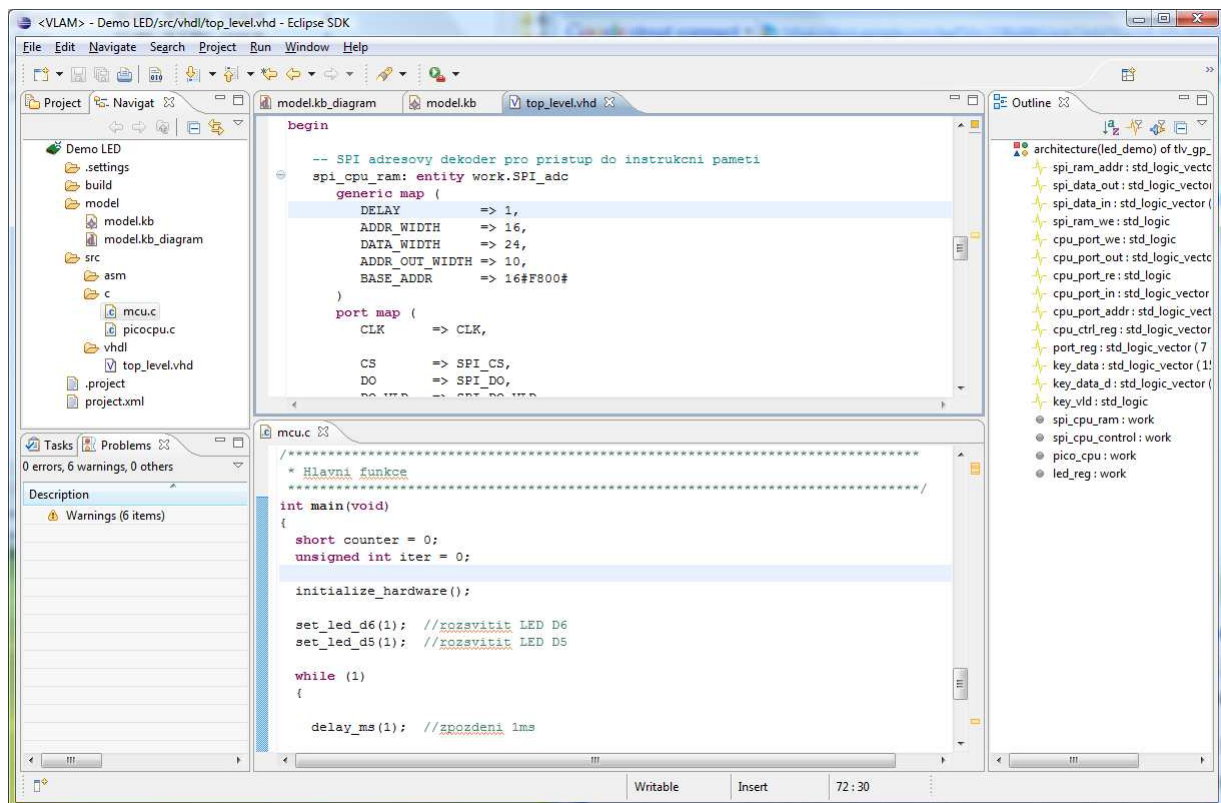 <VLAM> - Demo LED/src/vhdl/top_level.vhd - Eclipse SDK
File Edit Navigate Search Project Run Window Help
Project Navigat
Demo LED
.settings
build
model
model.kb
model.kb_diagram
src
asm
c
mcu.c
picocpu.c
vhdl
top_level.vhd
.project
project.xml
Tasks Problems
0 errors, 6 warnings, 0 others
Description
Warnings (6 items)
model.kb_diagram model.kb top_level.vhd
begin
-- SPI adresovy dekoder pro pristup do instrukcni pameti
spi_cpu_ram: entity work.SPI_adc
generic map (
DELAY => 1,
ADDR_WIDTH => 16,
DATA_WIDTH => 24,
ADDR_OUT_WIDTH => 10,
BASE_ADDR => 16#F800#
)
port map (
CLK => CLK,
CS => SPI_CS,
DO => SPI_DO,
DO_VLD => SPI_DO_VLD
mcu.c
/*******************************************************************************
* Hlavni funkce
*******************************************************************************/
int main(void)
{
short counter = 0;
unsigned int iter = 0;
initialize_hardware();
set_led_d6(1); //rozsvitit LED D6
set_led_d5(1); //rozsvitit LED D5
while (1)
{
delay_ms(1); //zpozdeni 1ms
Outline
architecture(led_demo) of tlv_gp_
spi_ram_addr : std_logic_vectc
spi_data_out : std_logic_vector
spi_data_in : std_logic_vector (
spi_ram_we : std_logic
cpu_port_we : std_logic
cpu_port_out : std_logic_vectc
cpu_port_re : std_logic
cpu_port_in : std_logic_vector
cpu_port_addr : std_logic_vect
cpu_ctrl_reg : std_logic_vector
port_reg : std_logic_vector ( 7
key_data : std_logic_vector ( 15
key_data_d : std_logic_vector (
key_vld : std_logic
spi_cpu_ram : work
spi_cpu_control : work
pico_cpu : work
led_reg : work
Writable Insert 72 : 30